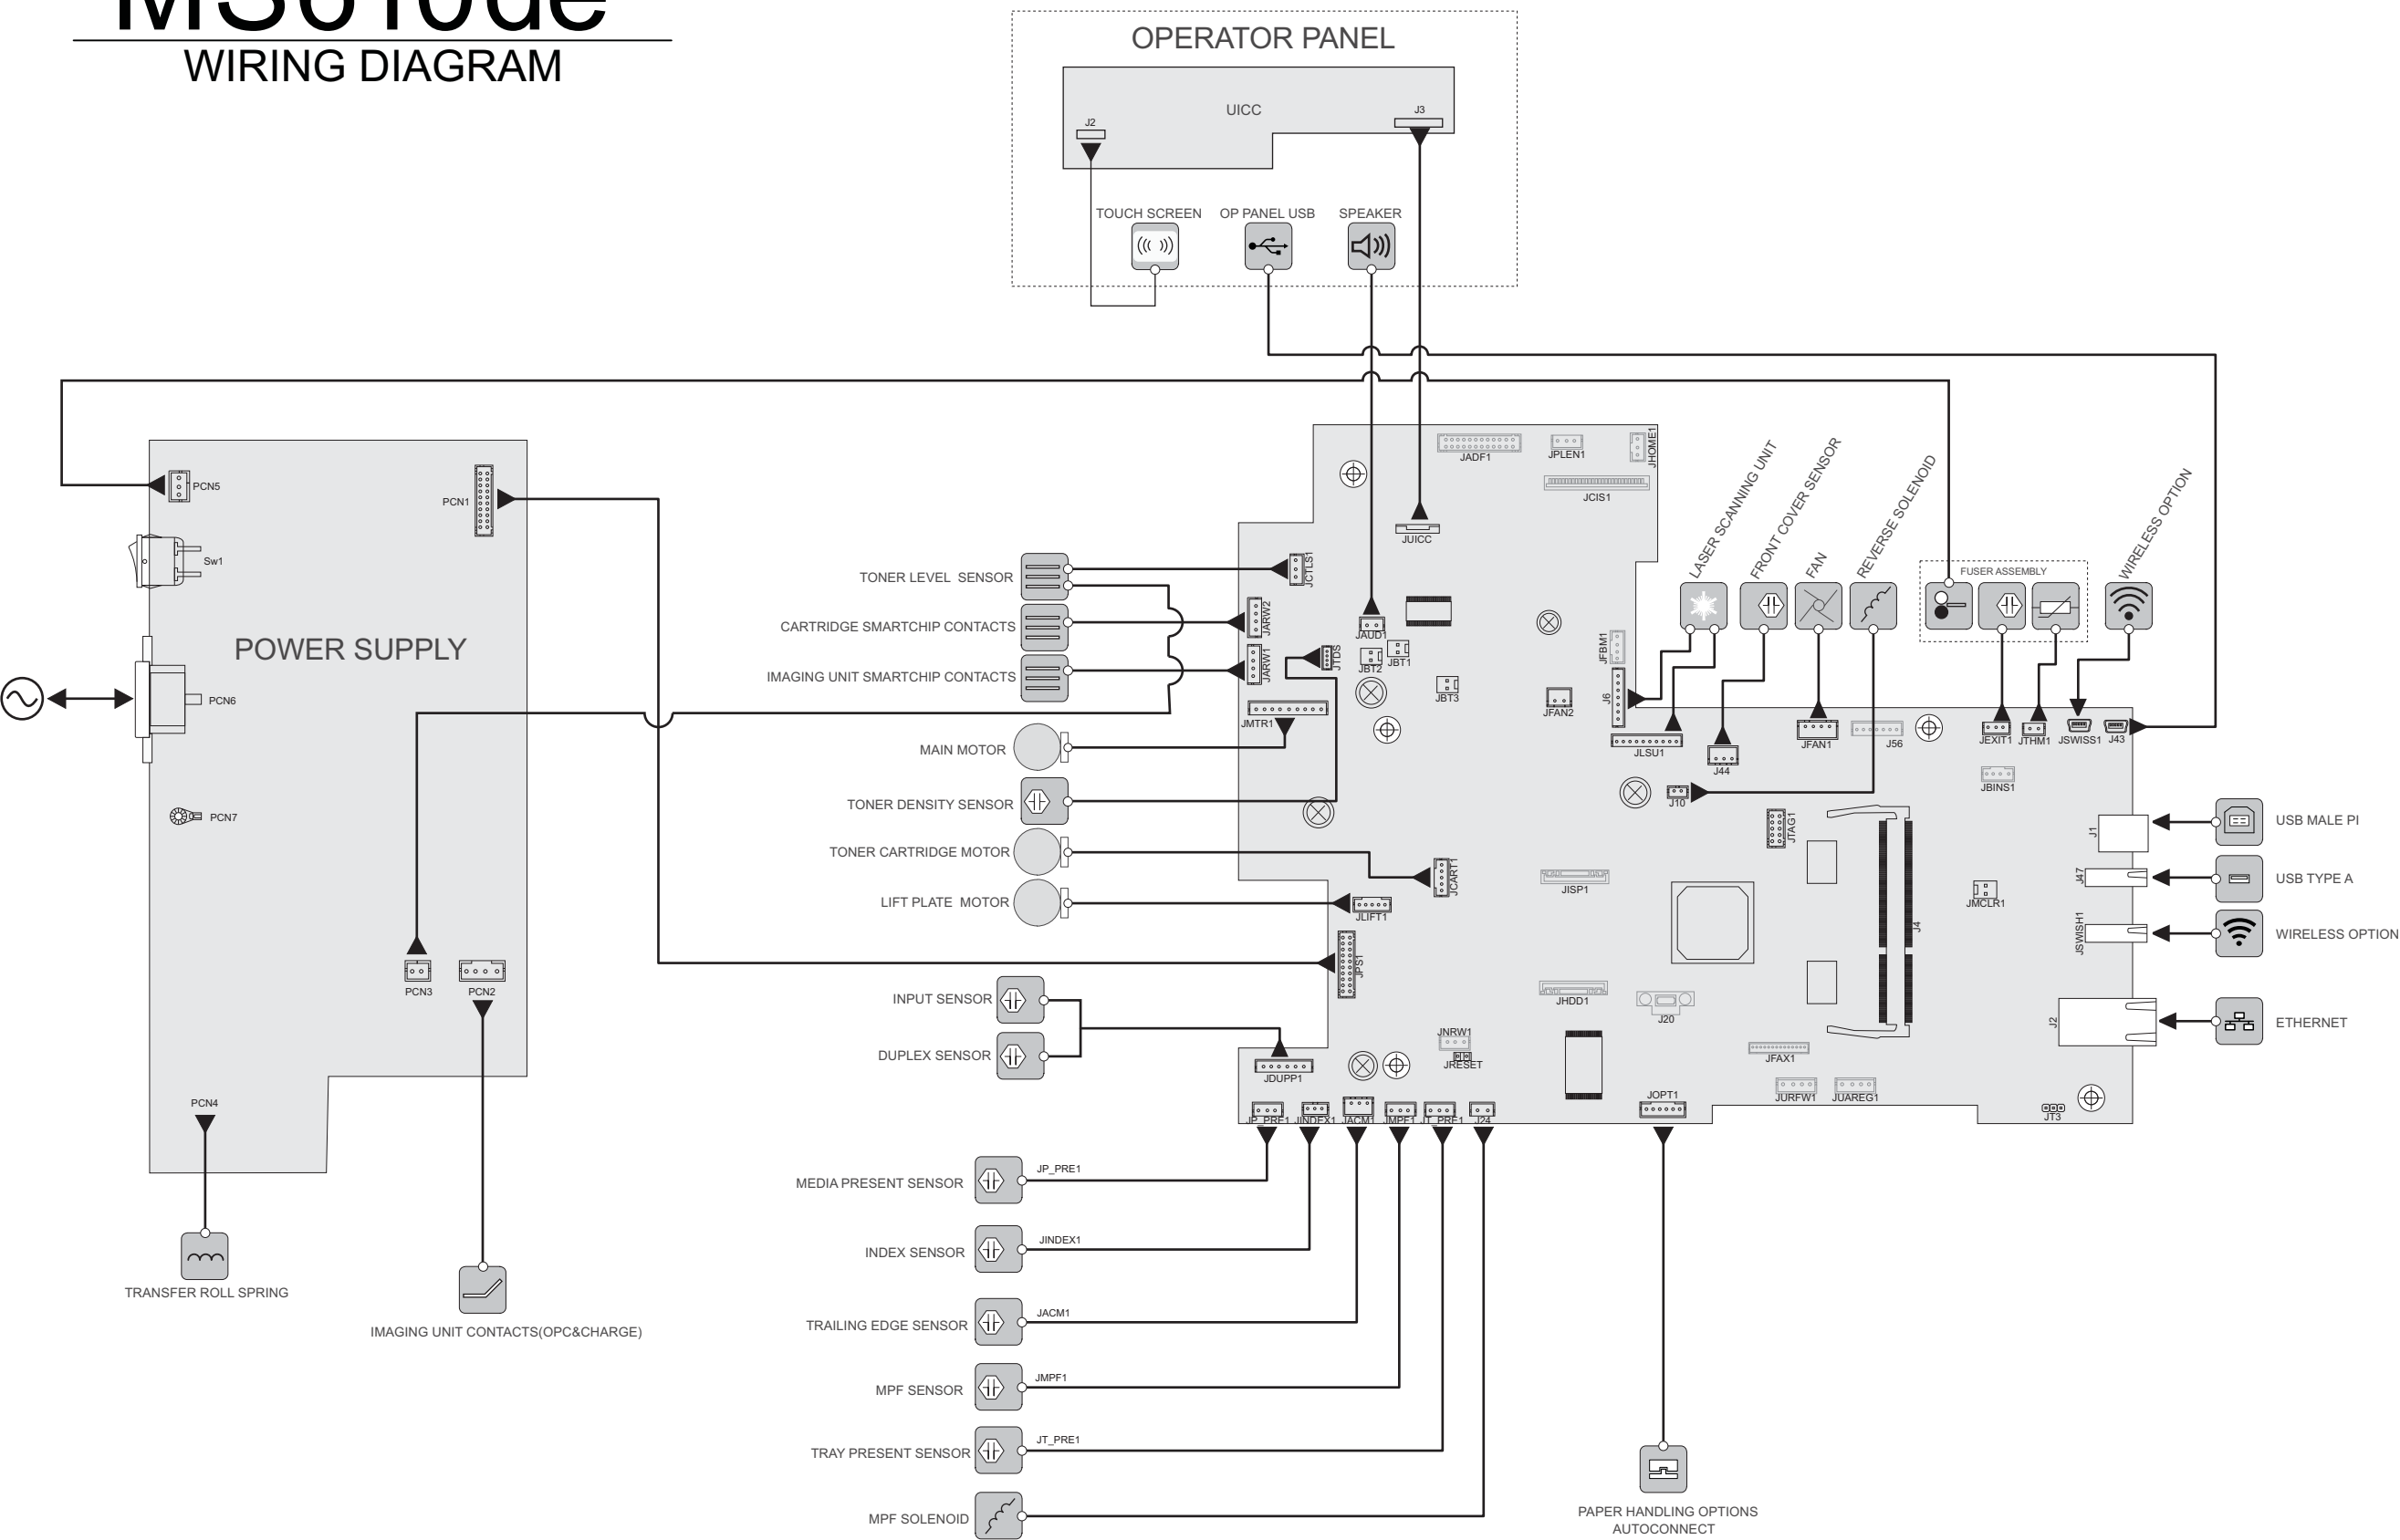 MS610de
WIRING DIAGRAM
OPERATOR PANEL
UICC
J2
J3
TOUCH SCREEN
OP PANEL USB
SPEAKER
PCN5
PCN1
Sw1
POWER SUPPLY
PCN6
PCN7
PCN3
PCN2
PCN4
TRANSFER ROLL SPRING
IMAGING UNIT CONTACTS(OPC&CHARGE)
TONER LEVEL SENSOR
CARTRIDGE SMARTCHIP CONTACTS
IMAGING UNIT SMARTCHIP CONTACTS
MAIN MOTOR
TONER DENSITY SENSOR
TONER CARTRIDGE MOTOR
LIFT PLATE MOTOR
INPUT SENSOR
DUPLEX SENSOR
MEDIA PRESENT SENSOR
JP_PRE1
INDEX SENSOR
JINDEX1
TRAILING EDGE SENSOR
JACM1
MPF SENSOR
JMPF1
TRAY PRESENT SENSOR
JT_PRE1
MPF SOLENOID
JADF1
JPLEN1
JHOME1
JCIS1
JUICC
JCTLS1
JARW2
JARW1
JTDS
JAUD1
JBT2
JBT1
JBT3
JMTR1
JFAN2
JFBM1
J6
JLSU1
J44
JFAN1
J56
JEXIT1
JTHM1
JSWISS1
J43
J10
JBINS1
JTAG1
JCART1
JISP1
JLIFT1
JPS1
JMCLR1
J4
J1
J47
JSWISH1
J2
JHDD1
J20
JNRW1
JRESET
JFAX1
JDUPP1
JURFW1
JUAREG1
JOPT1
JT3
JP_PRE1
JINDEX1
JACM1
JMPF1
JT_PRE1
J24
LASER SCANNING UNIT
FRONT COVER SENSOR
FAN
REVERSE SOLENOID
FUSER ASSEMBLY
WIRELESS OPTION
USB MALE PI
USB TYPE A
WIRELESS OPTION
ETHERNET
PAPER HANDLING OPTIONS
AUTOCONNECT